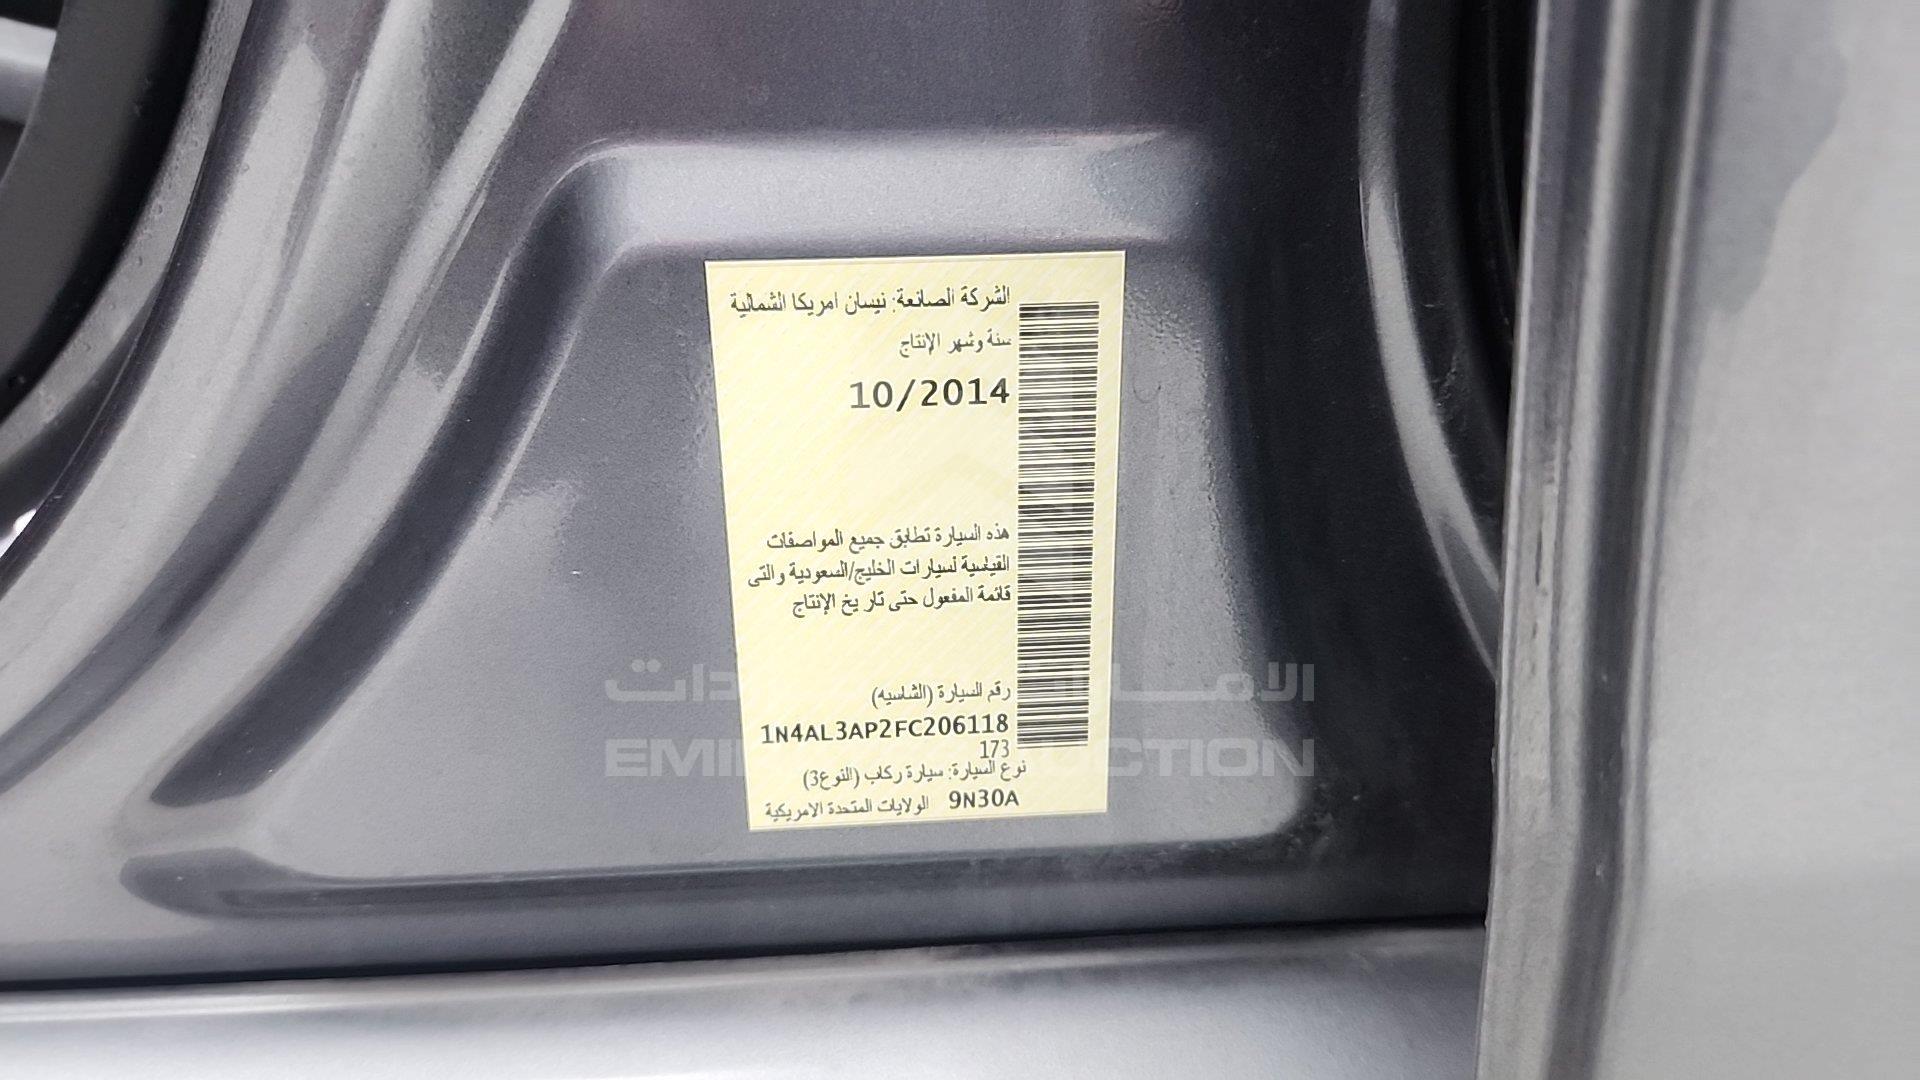 الشركة الصانعة: نيسان امريكا الشمالية
سنة وشهر الإنتاج
10/2014
هذه السيارة تطابق جميع المواصفات
القياسية لسيارات الخليج/السعودية والتى
قائمة المفعول حتى تاريخ الإنتاج
رقم السيارة (الشاسيه)
1N4AL3AP2FC206118
173
نوع السيارة: سيارة ركاب (النوع3)
9N30A الولايات المتحدة الامريكية